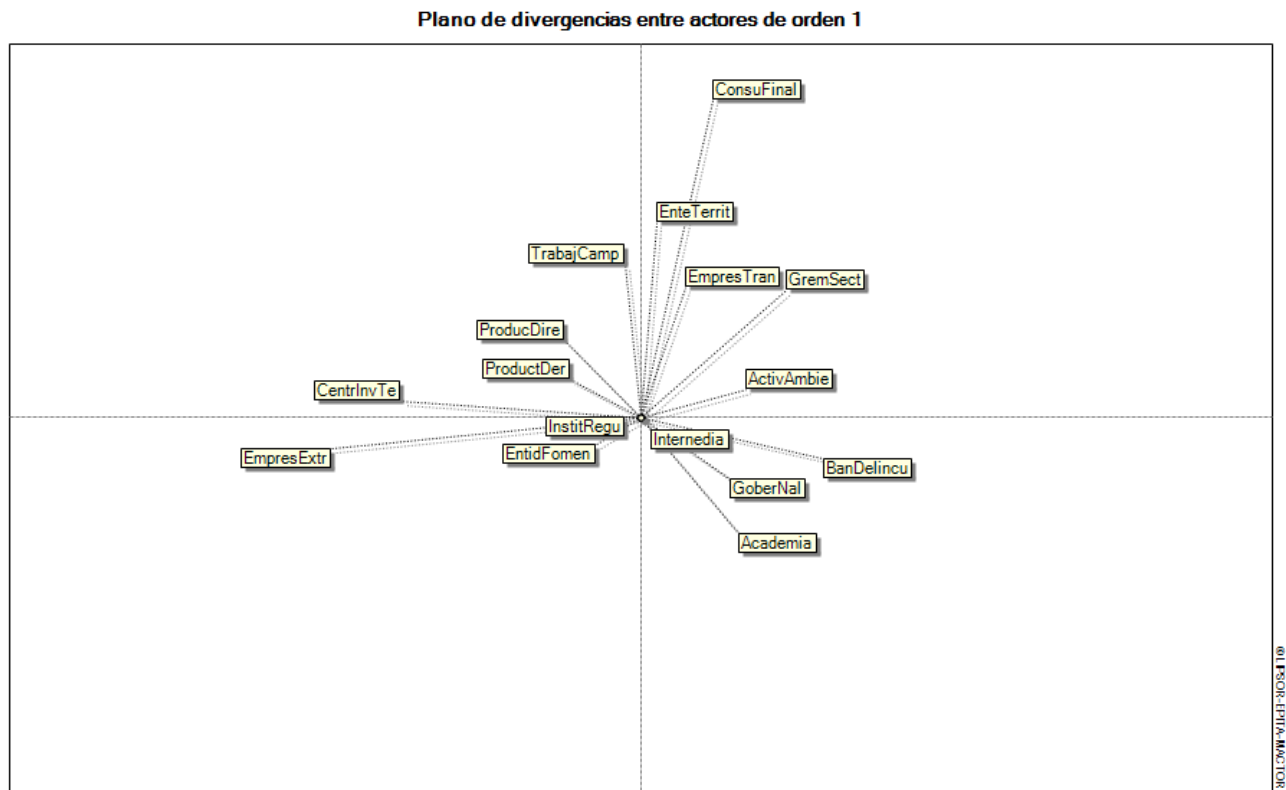 Plano de divergencias entre actores de orden 1
ConsuFinal
EnteTerrit
TrabajCamp
EmpresTran
GremSect
ProducDire
ProductDer
ActivAmbie
CentrInvTe
InstitRegu
Internedia
EntidFomen
EmpresExtr
BanDelincu
GoberNal
Academia
© LIPSOR-EPITA-MACTOR